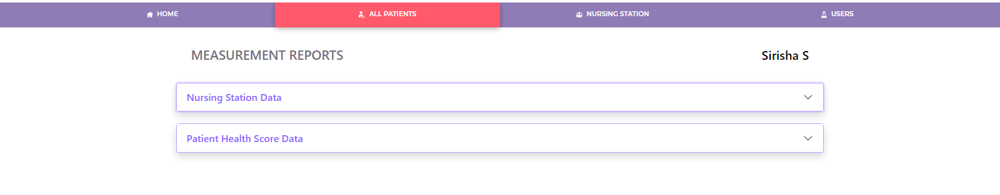 HOME ALL PATIENTS NURSING STATION USERS
MEASUREMENT REPORTS Sirisha S
Nursing Station Data
Patient Health Score Data